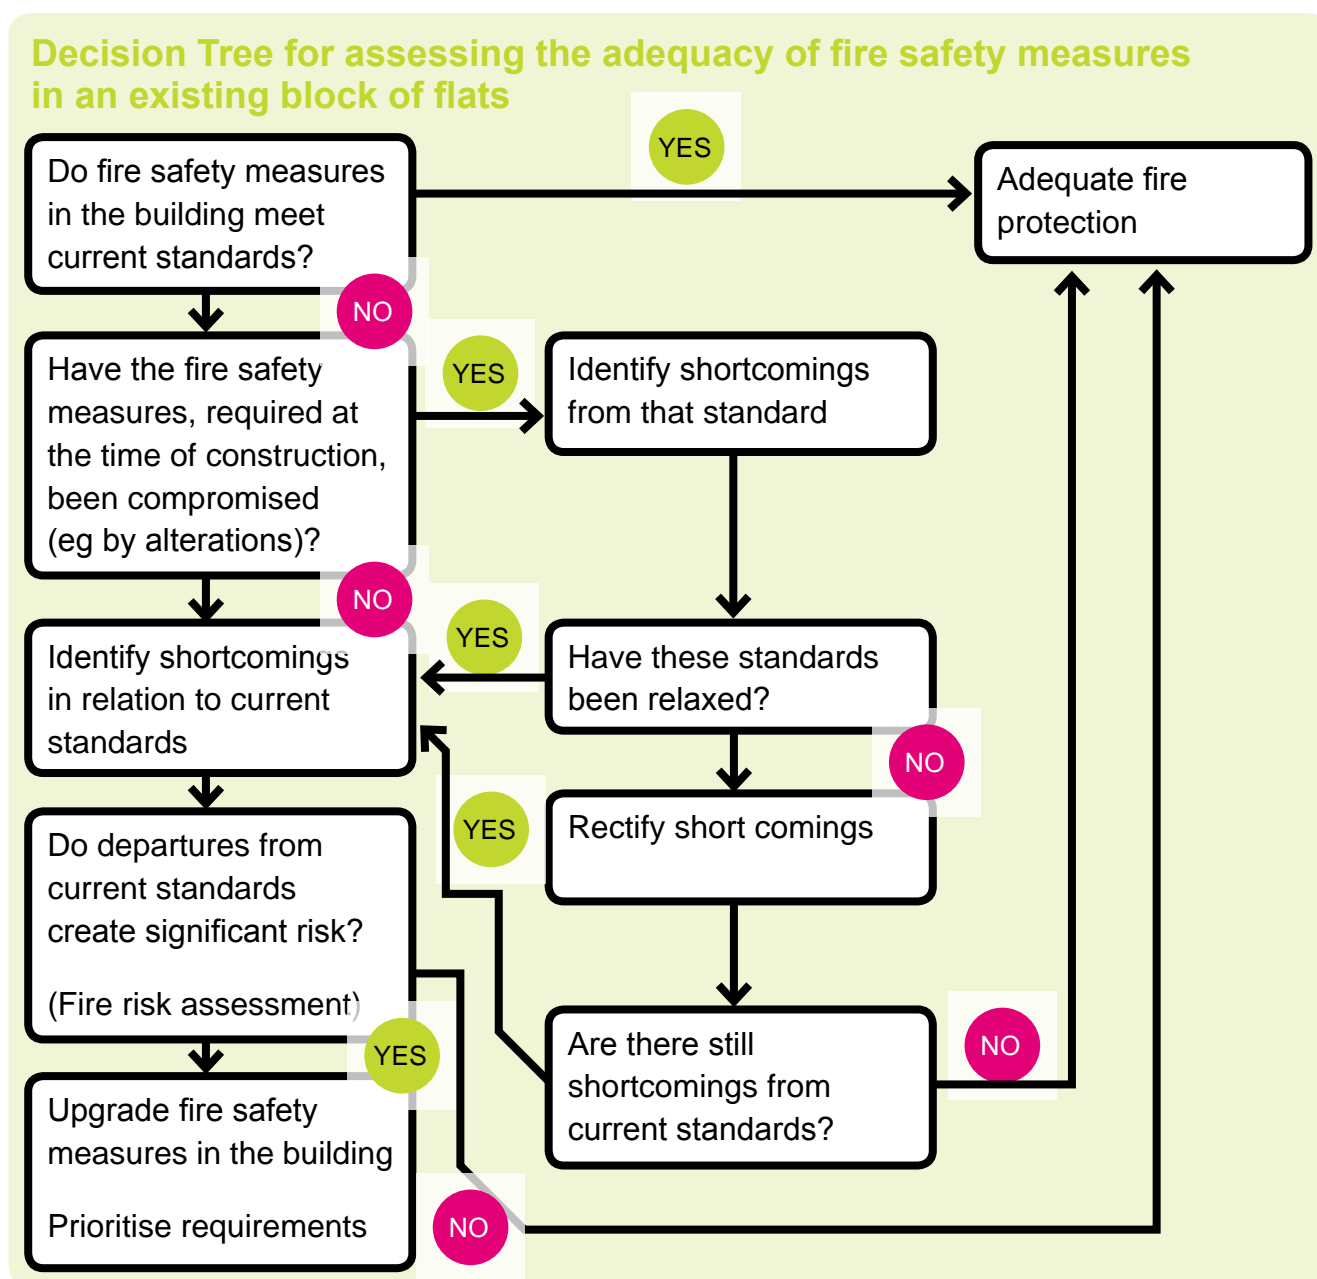 Decision Tree for assessing the adequacy of fire safety measures
in an existing block of flats
Do fire safety measures
in the building meet
current standards?
YES
Adequate fire
protection
NO
Have the fire safety
measures, required at
the time of construction,
been compromised
(eg by alterations)?
YES
Identify shortcomings
from that standard
NO
Identify shortcomings
in relation to current
standards
YES
Have these standards
been relaxed?
NO
Rectify short comings
YES
Do departures from
current standards
create significant risk?
(Fire risk assessment)
YES
Are there still
shortcomings from
current standards?
NO
Upgrade fire safety
measures in the building
Prioritise requirements
NO